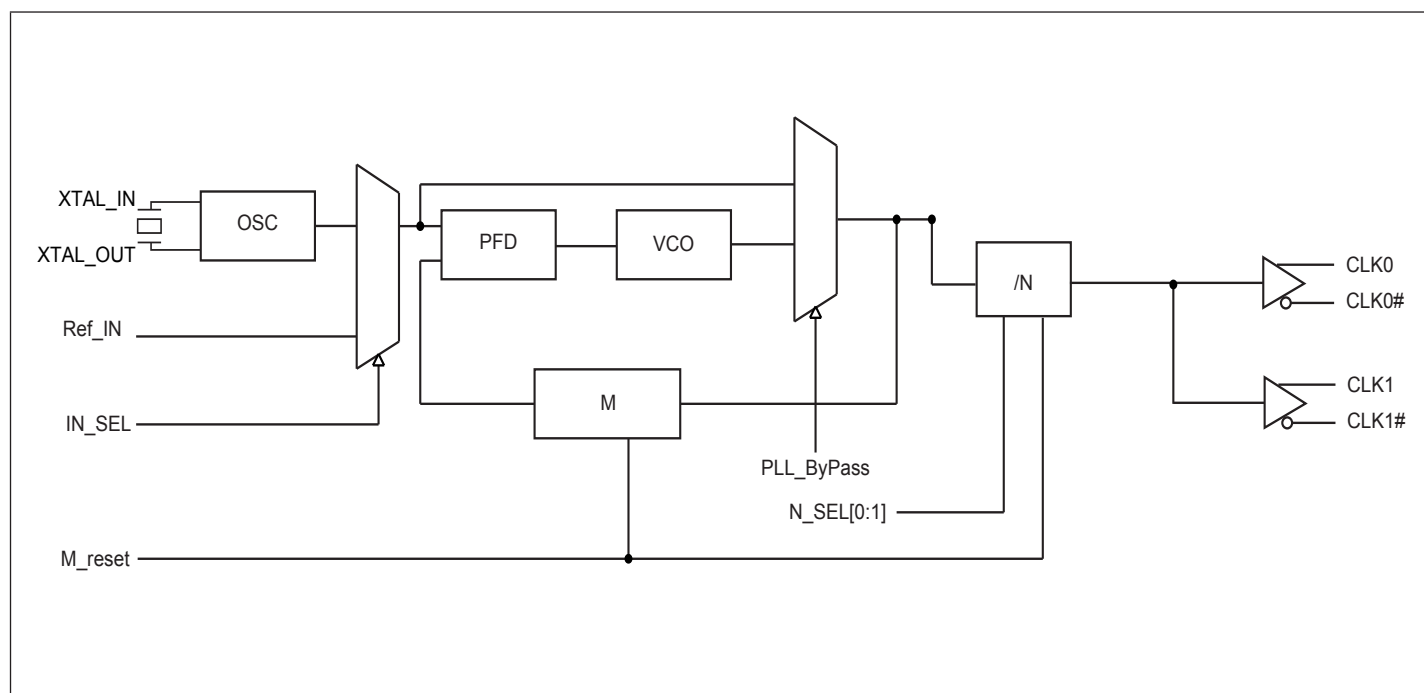 XTAL_IN
XTAL_OUT
OSC
Ref_IN
IN_SEL
M_reset
PFD
VCO
M
PLL_ByPass
N_SEL[0:1]
/N
CLK0
CLK0#
CLK1
CLK1#